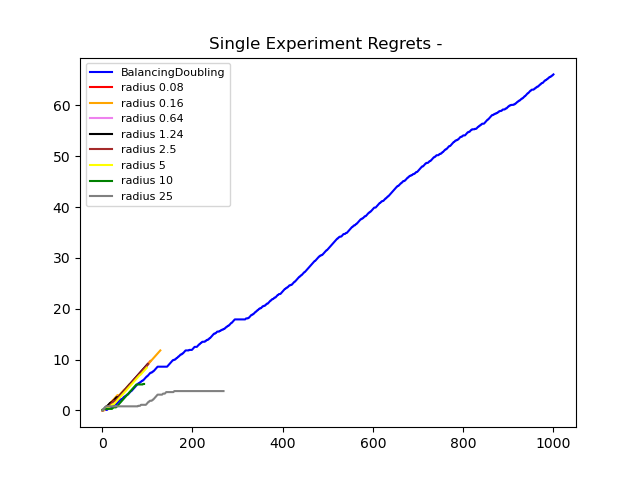 Single Experiment Regrets -
BalancingDoubling
radius 0.08
radius 0.16
radius 0.64
radius 1.24
radius 2.5
radius 5
radius 10
radius 25
60
50
40
30
20
10
0
0 200 400 600 800 1000